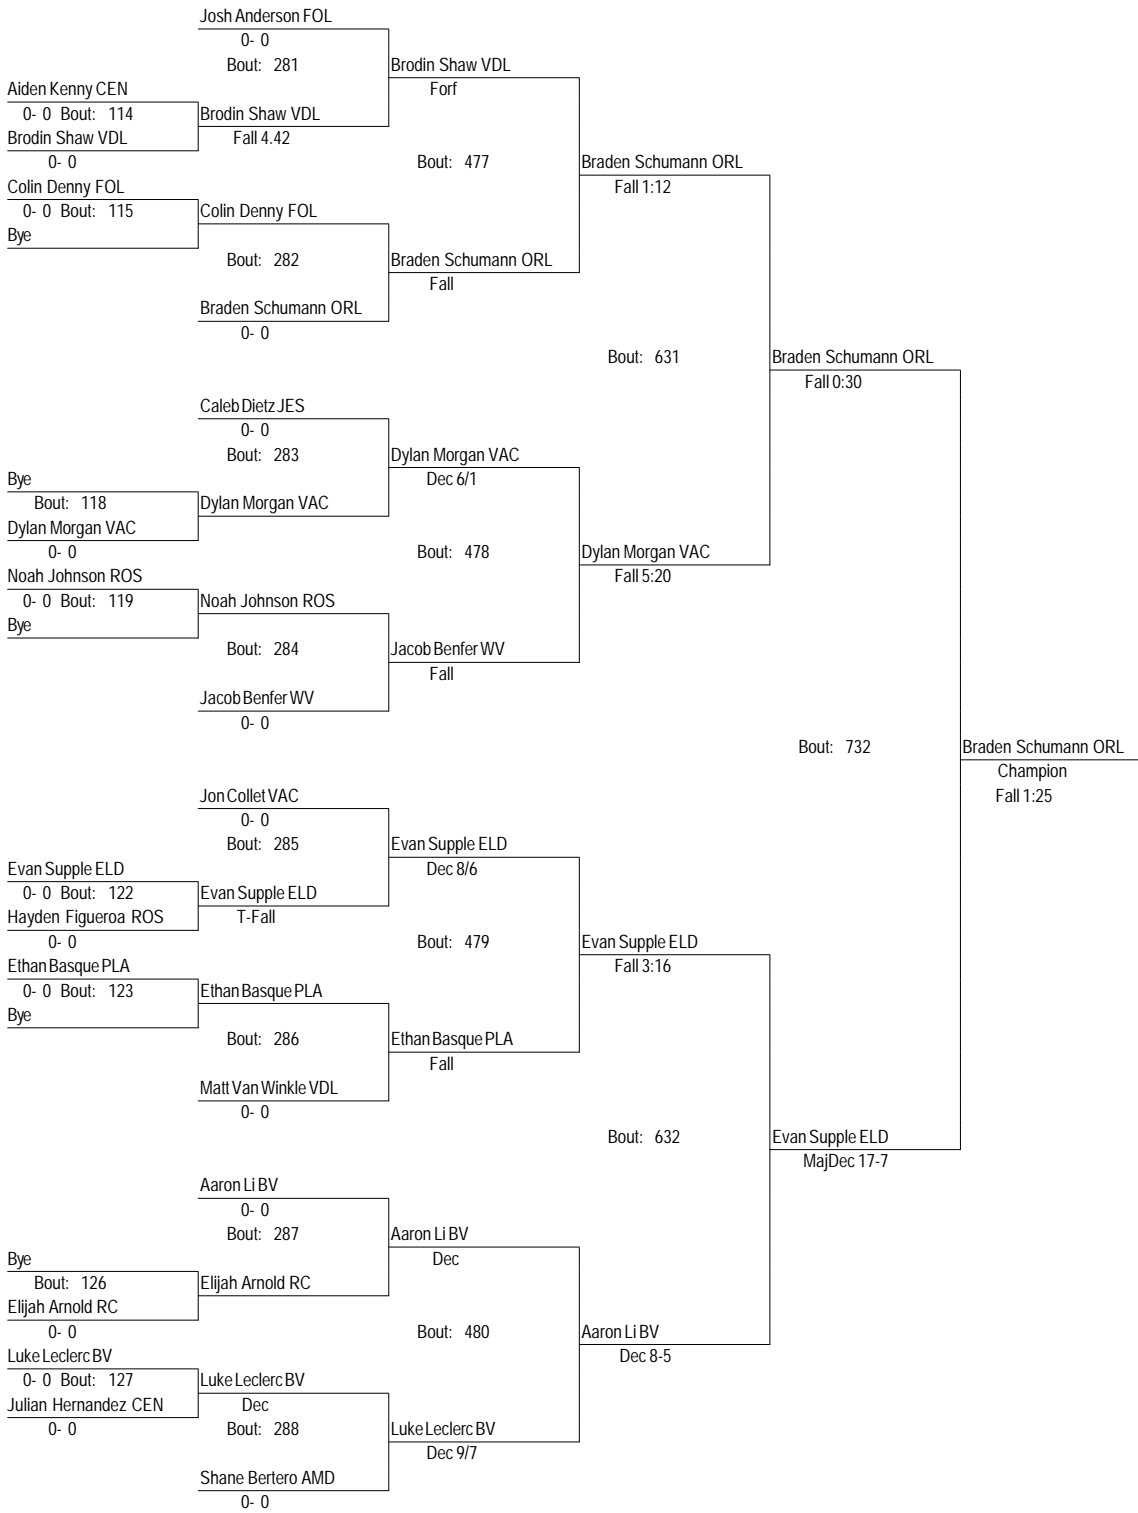 Josh Anderson FOL
0- 0
Bout: 281
Brodin Shaw VDL
Forf
Aiden Kenny CEN
0- 0 Bout: 114
Brodin Shaw VDL
Brodin Shaw VDL
Fall 4.42
0- 0
Bout: 477
Braden Schumann ORL
Fall 1:12
Colin Denny FOL
0- 0 Bout: 115
Colin Denny FOL
Bye
Bout: 282
Braden Schumann ORL
Fall
Braden Schumann ORL
0- 0
Bout: 631
Braden Schumann ORL
Fall 0:30
Caleb Dietz JES
0- 0
Bout: 283
Dylan Morgan VAC
Dec 6/1
Bye
Bout: 118
Dylan Morgan VAC
Dylan Morgan VAC
0- 0
Bout: 478
Dylan Morgan VAC
Fall 5:20
Noah Johnson ROS
0- 0 Bout: 119
Noah Johnson ROS
Bye
Bout: 284
Jacob Benfer WV
Fall
Jacob Benfer WV
0- 0
Bout: 732
Braden Schumann ORL
Champion
Fall 1:25
Jon Collet VAC
0- 0
Bout: 285
Evan Supple ELD
Dec 8/6
Evan Supple ELD
0- 0 Bout: 122
Evan Supple ELD
Hayden Figueroa ROS
T-Fall
0- 0
Bout: 479
Evan Supple ELD
Fall 3:16
Ethan Basque PLA
0- 0 Bout: 123
Ethan Basque PLA
Bye
Bout: 286
Ethan Basque PLA
Fall
Matt Van Winkle VDL
0- 0
Bout: 632
Evan Supple ELD
MajDec 17-7
Aaron Li BV
0- 0
Bout: 287
Aaron Li BV
Dec
Bye
Bout: 126
Elijah Arnold RC
Elijah Arnold RC
0- 0
Bout: 480
Aaron Li BV
Dec 8-5
Luke Leclerc BV
0- 0 Bout: 127
Luke Leclerc BV
Julian Hernandez CEN
Dec
0- 0
Bout: 288
Luke Leclerc BV
Dec 9/7
Shane Bertero AMD
0- 0